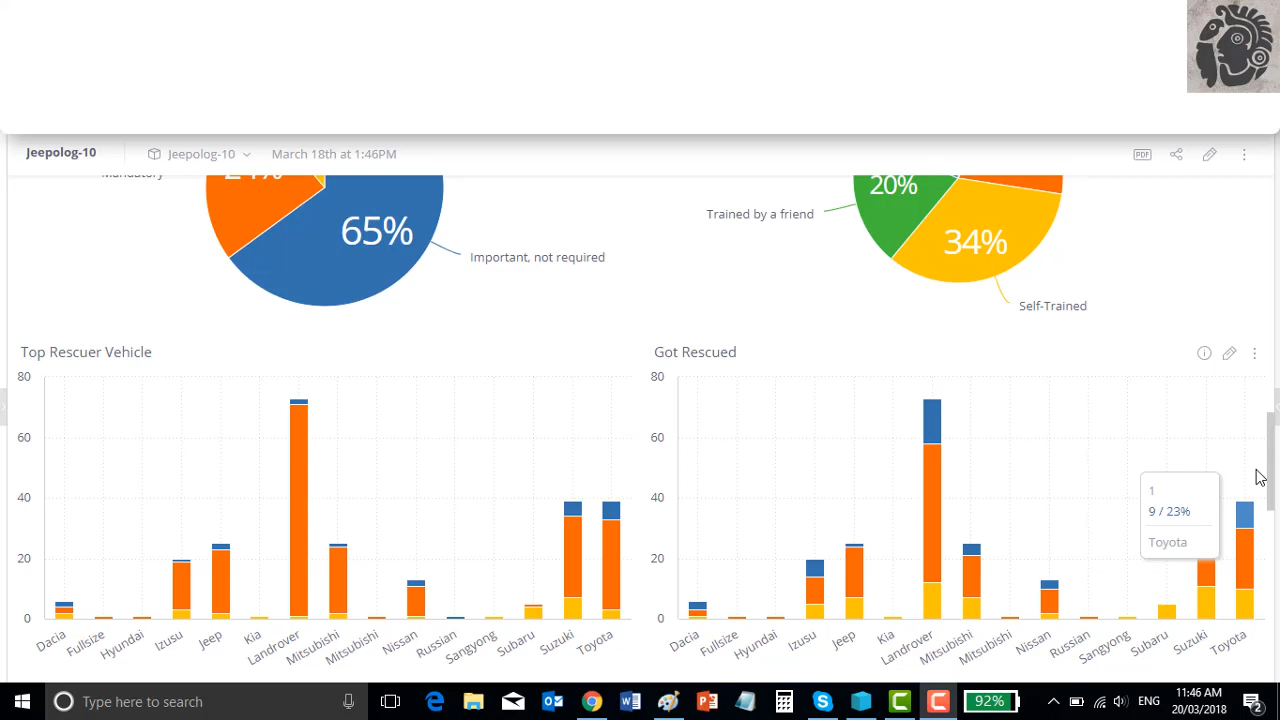 Jeepolog-10
Jeepolog-10
March 18th at 1:46PM
PDF
65%
Important, not required
20%
Trained by a friend
34%
Self-Trained
Top Rescuer Vehicle
80
60
40
20
0
Dacia
Fullsize
Hyundai
Izusu
Jeep
Kia
Landrover
Mitsubishi
Mitsubishi
Nissan
Russian
Sangyong
Subaru
Suzuki
Toyota
Got Rescued
80
60
40
20
0
1
9 / 23%
Toyota
Dacia
Fullsize
Hyundai
Izusu
Jeep
Kia
Landrover
Mitsubishi
Mitsubishi
Nissan
Russian
Sangyong
Subaru
Suzuki
Toyota
Type here to search
92%
ENG
11:46 AM
20/03/2018
2